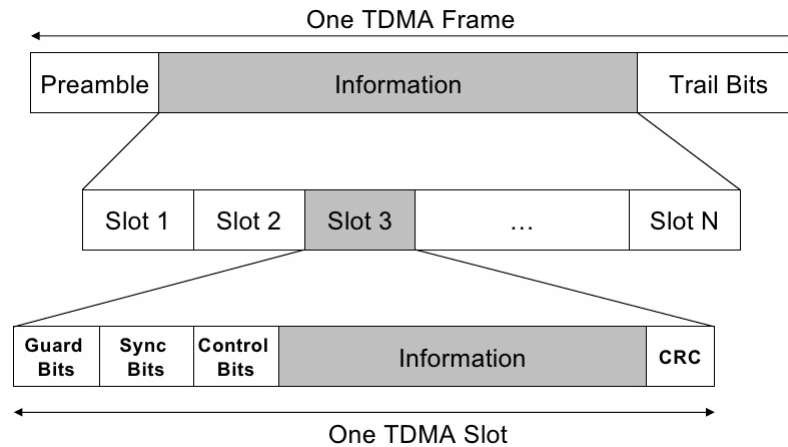 One TDMA Frame
Preamble
Information
Trail Bits
Slot 1
Slot 2
Slot 3
...
Slot N
Guard
Bits
Sync
Bits
Control
Bits
Information
CRC
One TDMA Slot